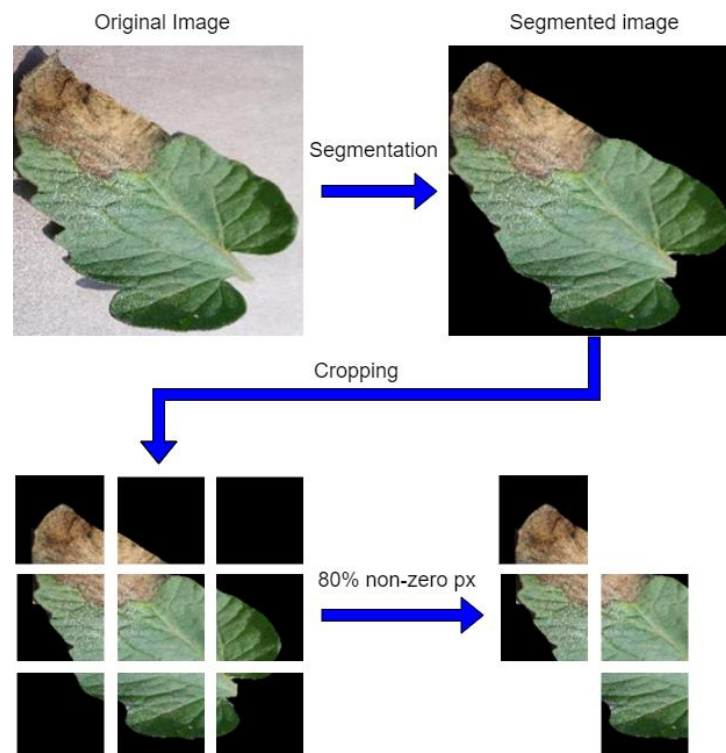 Original Image
Segmented image
Segmentation
Cropping
80% non-zero px